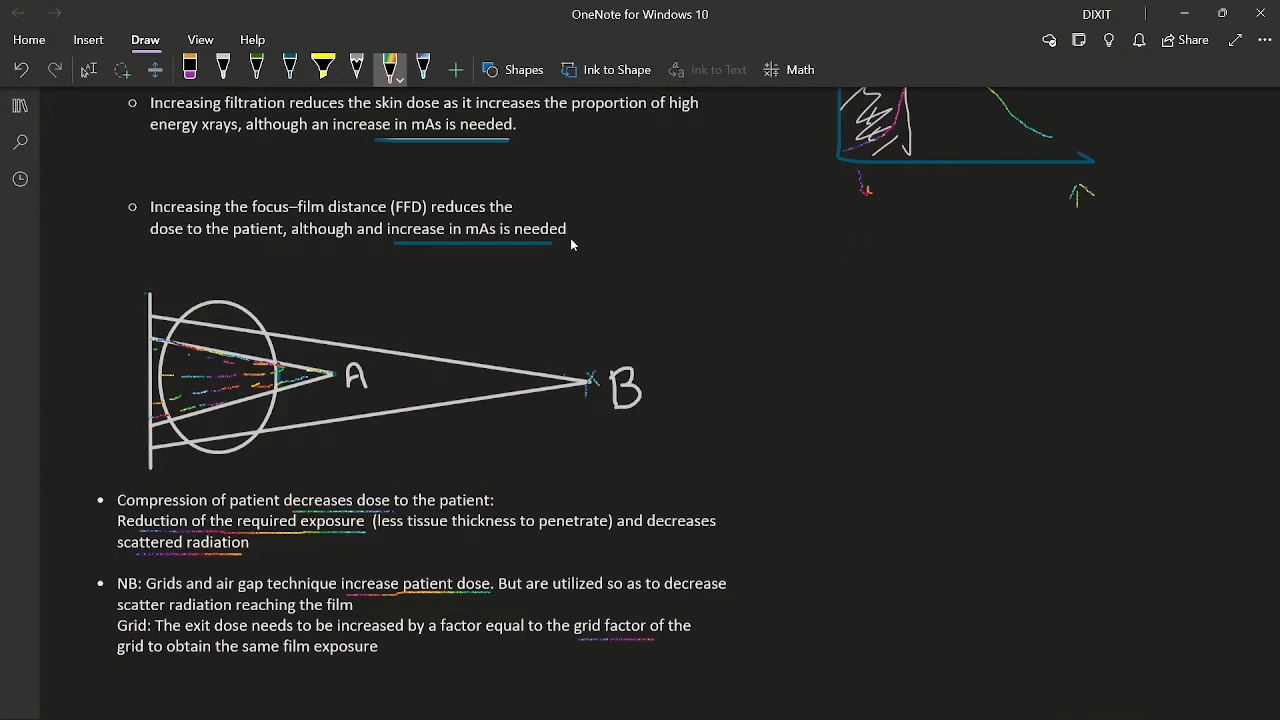 OneNote for Windows 10
DIXIT
Home Insert Draw View Help
Share
Shapes Ink to Shape Ink to Text Math
Increasing filtration reduces the skin dose as it increases the proportion of high
energy xrays, although an increase in mAs is needed.
Increasing the focus–film distance (FFD) reduces the
dose to the patient, although and increase in mAs is needed
A
B
• Compression of patient decreases dose to the patient:
Reduction of the required exposure (less tissue thickness to penetrate) and decreases
scattered radiation
• NB: Grids and air gap technique increase patient dose. But are utilized so as to decrease
scatter radiation reaching the film
Grid: The exit dose needs to be increased by a factor equal to the grid factor of the
grid to obtain the same film exposure